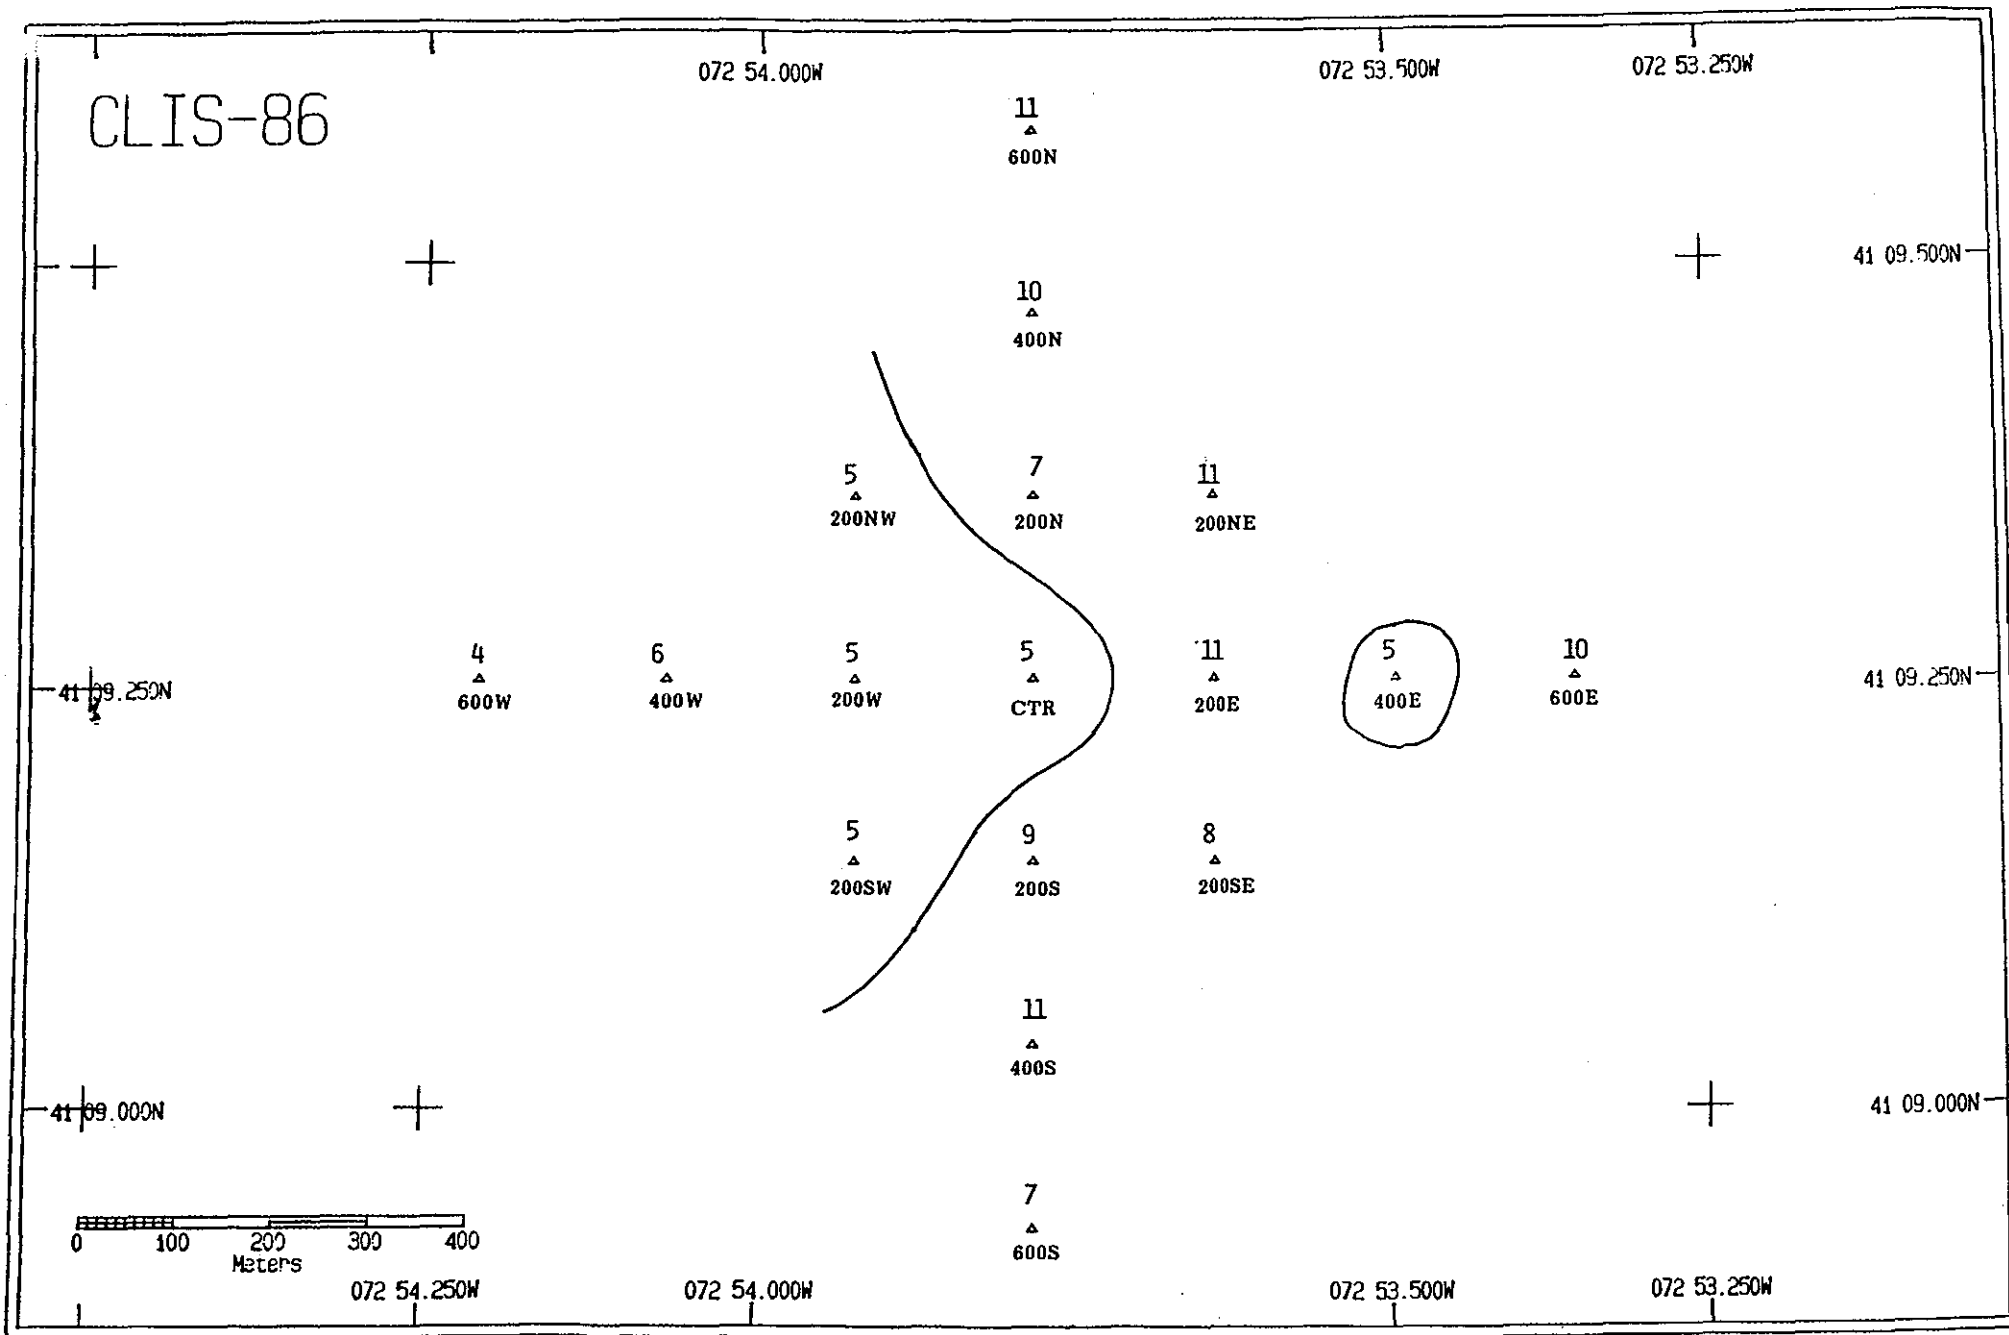 072 54.000W 072 53.500W 072 53.250W
CLIS-86
11
600N
41 09.500N
10
400N
5 7 11
200NW 200N 200NE
4 6 5 5 11 5 10
41 09.250N 600W 400W 200W CTR 200E 400E 600E 41 09.250N
5 9 8
200SW 200S 200SE
11
400S
41 09.000N 41 09.000N
7
600S
0 100 200 300 400
Meters
072 54.250W 072 54.000W 072 53.500W 072 53.250W